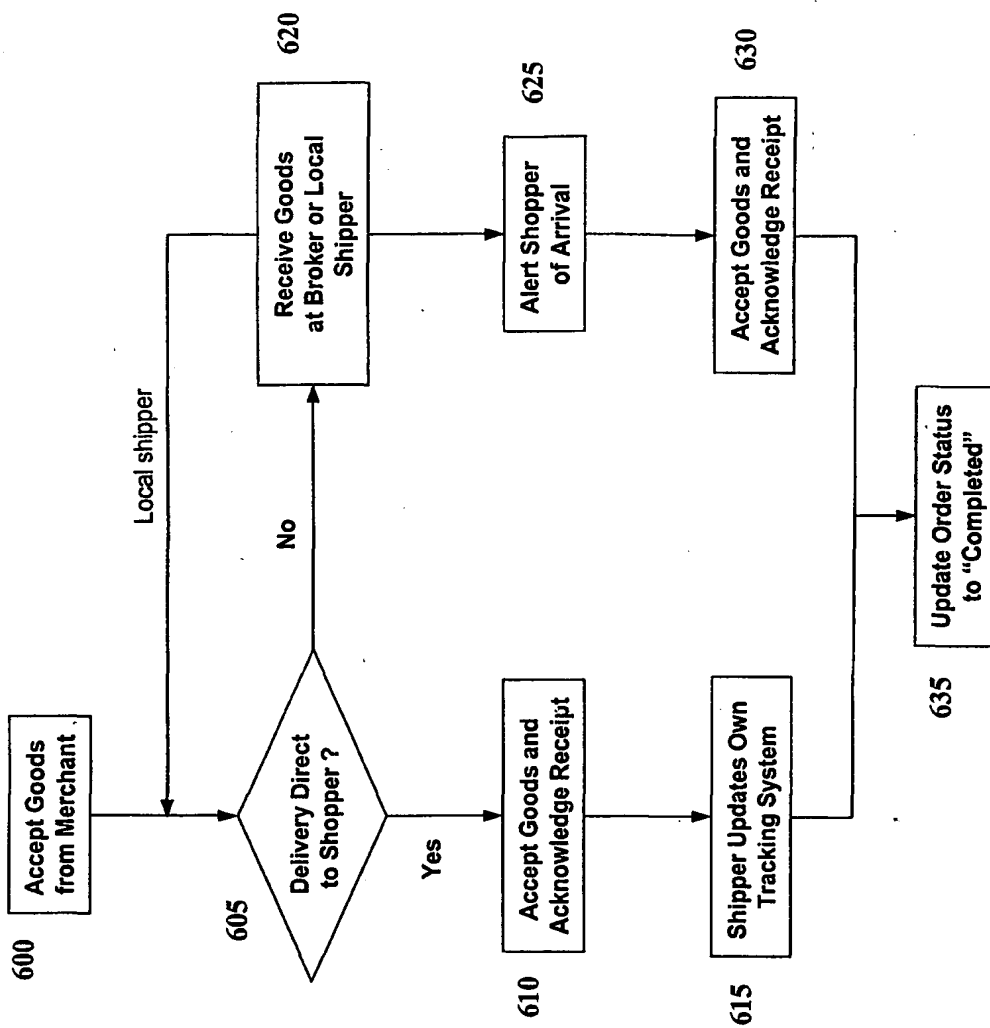 600
Accept Goods
from Merchant
Local shipper
605
Delivery Direct
to Shopper ?
No
Yes
620
Receive Goods
at Broker or Local
Shipper
610
Accept Goods and
Acknowledge Receipt
625
Alert Shopper
of Arrival
615
Shipper Updates Own
Tracking System
630
Accept Goods and
Acknowledge Receipt
635
Update Order Status
to “Completed”